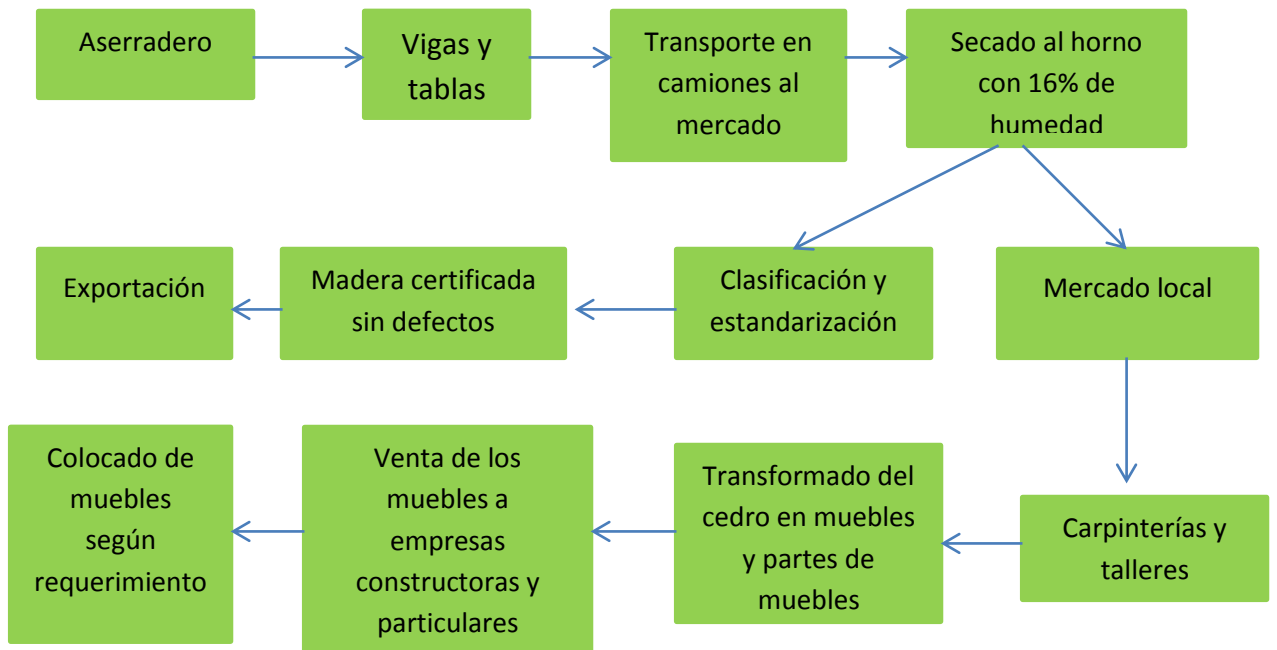 Aserradero
Vigas y
tablas
Transporte en
camiones al
mercado
Secado al horno
con 16% de
humedad
Exportación
Madera certificada
sin defectos
Clasificación y
estandarización
Mercado local
Colocado de
muebles
según
requerimiento
Venta de los
muebles a
empresas
constructoras y
particulares
Transformado del
cedro en muebles
y partes de
muebles
Carpinterías y
talleres